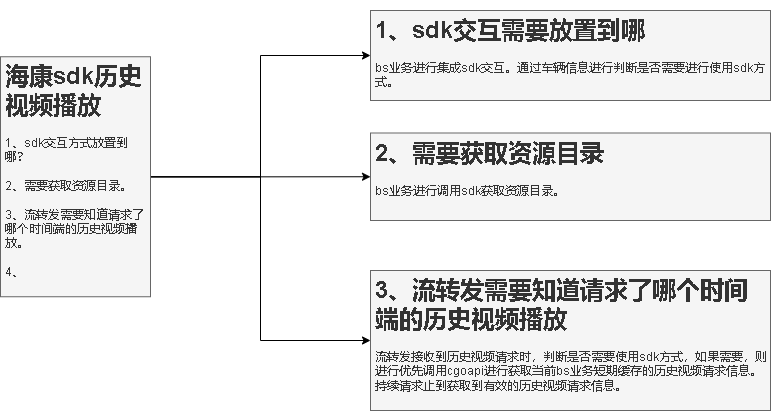 海康sdk历史
视频播放
1、sdk交互方式放置到
哪?
2、需要获取资源目录。
3、流转发需要知道请求了
哪个时间端的历史视频播
放。
4、
1、sdk交互需要放置到哪
bs业务进行集成sdk交互。通过车辆信息进行判断是否需要进行使用sdk方
式。
2、需要获取资源目录
bs业务进行调用sdk获取资源目录。
3、流转发需要知道请求了哪个时间
端的历史视频播放
流转发接收到历史视频请求时，判断是否需要使用sdk方式，如果需要，则
进行优先调用cgoapi进行获取当前bs业务短期缓存的历史视频请求信息。
持续请求止到获取到有效的历史视频请求信息。